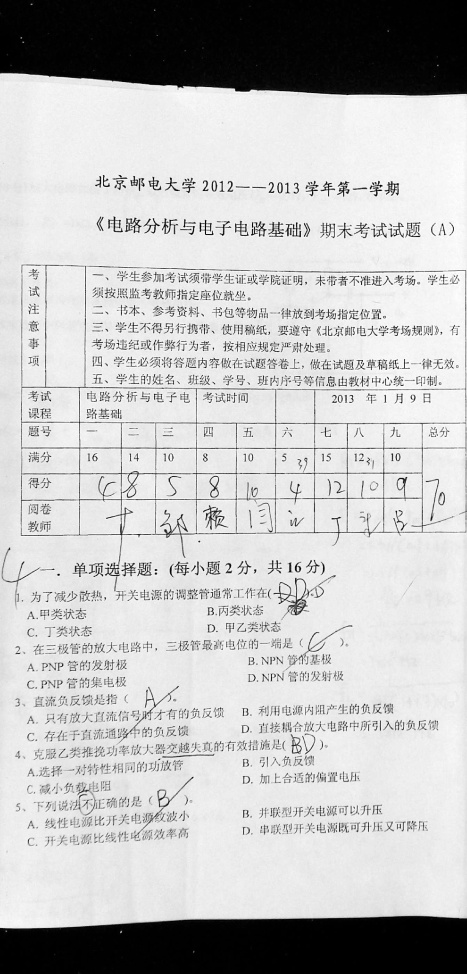 北京邮电大学 2012——2013 学年第一学期
《电路分析与电子电路基础》期末考试试题（A）
考试注意事项
一、学生参加考试须带学生证或学院证明，未带者不准进入考场。学生必
须按照监考教师指定座位就坐。
二、书本、参考资料、书包等物品一律放到考场指定位置。
三、学生不得另行携带、使用稿纸，要遵守《北京邮电大学考场规则》，有
考场违纪或作弊行为者，按相应规定严肃处理。
四、学生必须将答题内容做在试题答卷上，做在试题及草稿纸上一律无效。
五、学生的姓名、班级、学号、班内序号等信息由教材中心统一印制。
考试课程 电路分析与电子电路基础 考试时间 2013 年 1 月 9 日
题号 一 二 三 四 五 六 七 八 九 总分
满分 16 14 10 8 10 5 39 15 12 31 10
得分 8 5 8 10 4 12 10 9 70
阅卷教师
4
一．单项选择题：(每小题 2 分，共 16 分)
1. 为了减少散热，开关电源的调整管通常工作在( D
A.甲类状态 B.丙类状态
C. 丁类状态 D. 甲乙类状态
2、在三极管的放大电路中，三极管最高电位的一端是（ C ）。
A. PNP 管的发射极 B. NPN 管的基极
C. PNP 管的集电极 D. NPN 管的发射极
3、直流负反馈是指（ A ）。
A. 只有放大直流信号时才有的负反馈 B. 利用电源内阻产生的负反馈
C. 存在于直流通路中的负反馈 D. 直接耦合放大电路中所引入的负反馈
4、克服乙类推挽功率放大器交越失真的有效措施是( BD )。
A.选择一对特性相同的功放管 B. 引入负反馈
C. 减小负载电阻 D. 加上合适的偏置电压
5、下列说法不正确的是（ B ）。
A. 线性电源比开关电源纹波小 B. 并联型开关电源可以升压
C. 开关电源比线性电源效率高 D. 串联型开关电源既可升压又可降压